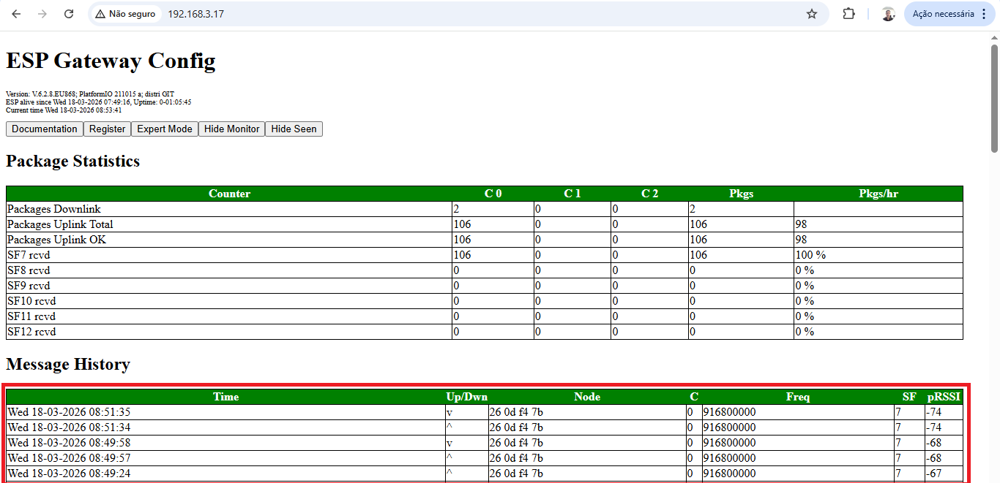 Não seguro 192.168.3.17 Ação necessária
ESP Gateway Config
Version: V.6.2.8.EU868; PlatformIO 211015 a; distri GIT
ESP alive since Wed 18-03-2026 07:49:16, Uptime: 0-01:05:45
Current time Wed 18-03-2026 08:53:41
Documentation Register Expert Mode Hide Monitor Hide Seen
Package Statistics
Counter C 0 C 1 C 2 Pkgs Pkgs/hr
Packages Downlink 2 0 0 2
Packages Uplink Total 106 0 0 106 98
Packages Uplink OK 106 0 0 106 98
SF7 rcvd 106 0 0 106 100 %
SF8 rcvd 0 0 0 0 0 %
SF9 rcvd 0 0 0 0 0 %
SF10 rcvd 0 0 0 0 0 %
SF11 rcvd 0 0 0 0 0 %
SF12 rcvd 0 0 0 0 0 %
Message History
Time Up/Dwn Node C Freq SF pRSSI
Wed 18-03-2026 08:51:35 v 26 0d f4 7b 0 916800000 7 -74
Wed 18-03-2026 08:51:34 ^ 26 0d f4 7b 0 916800000 7 -74
Wed 18-03-2026 08:49:58 v 26 0d f4 7b 0 916800000 7 -68
Wed 18-03-2026 08:49:57 ^ 26 0d f4 7b 0 916800000 7 -68
Wed 18-03-2026 08:49:24 ^ 26 0d f4 7b 0 916800000 7 -67